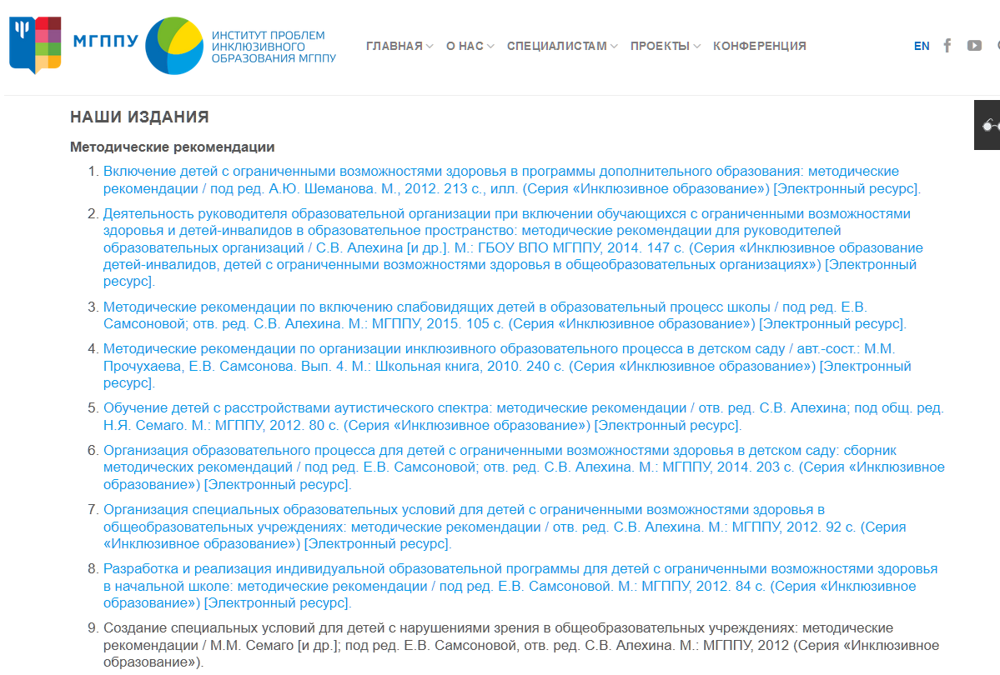 МГППУ
ИНСТИТУТ ПРОБЛЕМ
ИНКЛЮЗИВНОГО
ОБРАЗОВАНИЯ МГППУ
ГЛАВНАЯ О НАС СПЕЦИАЛИСТАМ ПРОЕКТЫ КОНФЕРЕНЦИЯ EN
НАШИ ИЗДАНИЯ
Методические рекомендации
1. Включение детей с ограниченными возможностями здоровья в программы дополнительного образования: методические
рекомендации / под ред. А.Ю. Шеманова. М., 2012. 213 с., илл. (Серия «Инклюзивное образование») [Электронный ресурс].
2. Деятельность руководителя образовательной организации при включении обучающихся с ограниченными возможностями
здоровья и детей-инвалидов в образовательное пространство: методические рекомендации для руководителей
образовательных организаций / С.В. Алехина [и др.]. М.: ГБОУ ВПО МГППУ, 2014. 147 с. (Серия «Инклюзивное образование
детей-инвалидов, детей с ограниченными возможностями здоровья в общеобразовательных организациях») [Электронный
ресурс].
3. Методические рекомендации по включению слабовидящих детей в образовательный процесс школы / под ред. Е.В.
Самсоновой; отв. ред. С.В. Алехина. М.: МГППУ, 2015. 105 с. (Серия «Инклюзивное образование») [Электронный ресурс].
4. Методические рекомендации по организации инклюзивного образовательного процесса в детском саду / авт.-сост.: М.М.
Прочухаева, Е.В. Самсонова. Вып. 4. М.: Школьная книга, 2010. 240 с. (Серия «Инклюзивное образование») [Электронный
ресурс].
5. Обучение детей с расстройствами аутистического спектра: методические рекомендации / отв. ред. С.В. Алехина; под общ. ред.
Н.Я. Семаго. М.: МГППУ, 2012. 80 с. (Серия «Инклюзивное образование») [Электронный ресурс].
6. Организация образовательного процесса для детей с ограниченными возможностями здоровья в детском саду: сборник
методических рекомендаций / под ред. Е.В. Самсоновой; отв. ред. С.В. Алехина. М.: МГППУ, 2014. 203 с. (Серия «Инклюзивное
образование») [Электронный ресурс].
7. Организация специальных образовательных условий для детей с ограниченными возможностями здоровья в
общеобразовательных учреждениях: методические рекомендации / отв. ред. С.В. Алехина. М.: МГППУ, 2012. 92 с. (Серия
«Инклюзивное образование») [Электронный ресурс].
8. Разработка и реализация индивидуальной образовательной программы для детей с ограниченными возможностями здоровья
в начальной школе: методические рекомендации / под ред. Е.В. Самсоновой. М.: МГППУ, 2012. 84 с. (Серия «Инклюзивное
образование») [Электронный ресурс].
9. Создание специальных условий для детей с нарушениями зрения в общеобразовательных учреждениях: методические
рекомендации / М.М. Семаго [и др.]; под ред. Е.В. Самсоновой, отв. ред. С.В. Алехина. М.: МГППУ, 2012 (Серия «Инклюзивное
образование»).